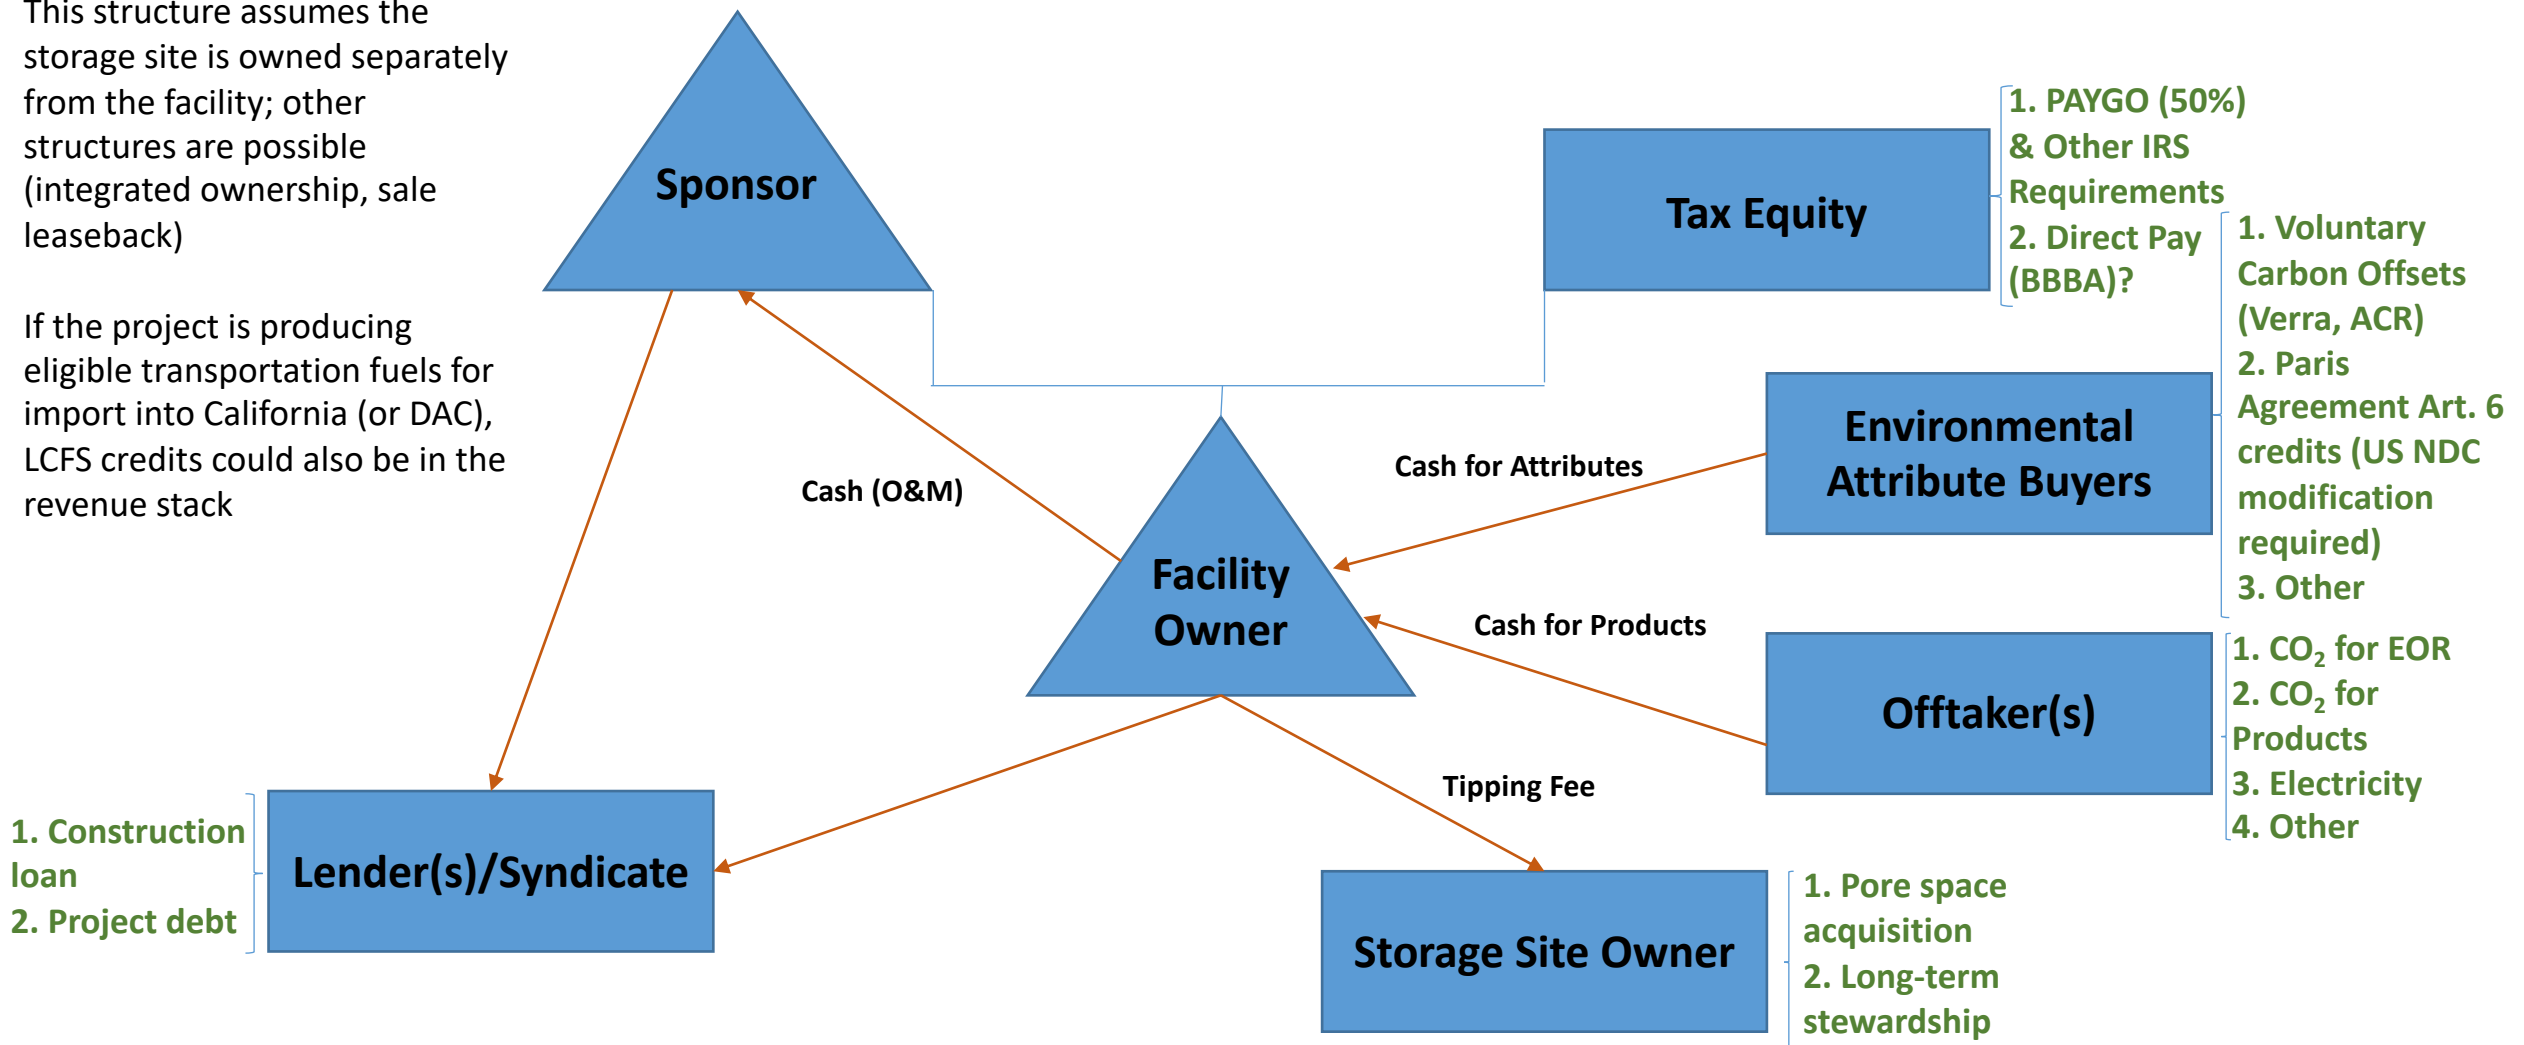 This structure assumes the
storage site is owned separately
from the facility; other
structures are possible
(integrated ownership, sale
leaseback)
If the project is producing
eligible transportation fuels for
import into California (or DAC),
LCFS credits could also be in the
revenue stack
Sponsor
Tax Equity
1. PAYGO (50%)
& Other IRS
Requirements
2. Direct Pay
(BBBA)?
Environmental
Attribute Buyers
1. Voluntary
Carbon Offsets
(Verra, ACR)
2. Paris
Agreement Art. 6
credits (US NDC
modification
required)
3. Other
Cash (O&M)
Cash for Attributes
Facility
Owner
Cash for Products
Offtaker(s)
1. CO₂ for EOR
2. CO₂ for
Products
3. Electricity
4. Other
Tipping Fee
1. Construction
loan
2. Project debt
Lender(s)/Syndicate
Storage Site Owner
1. Pore space
acquisition
2. Long-term
stewardship